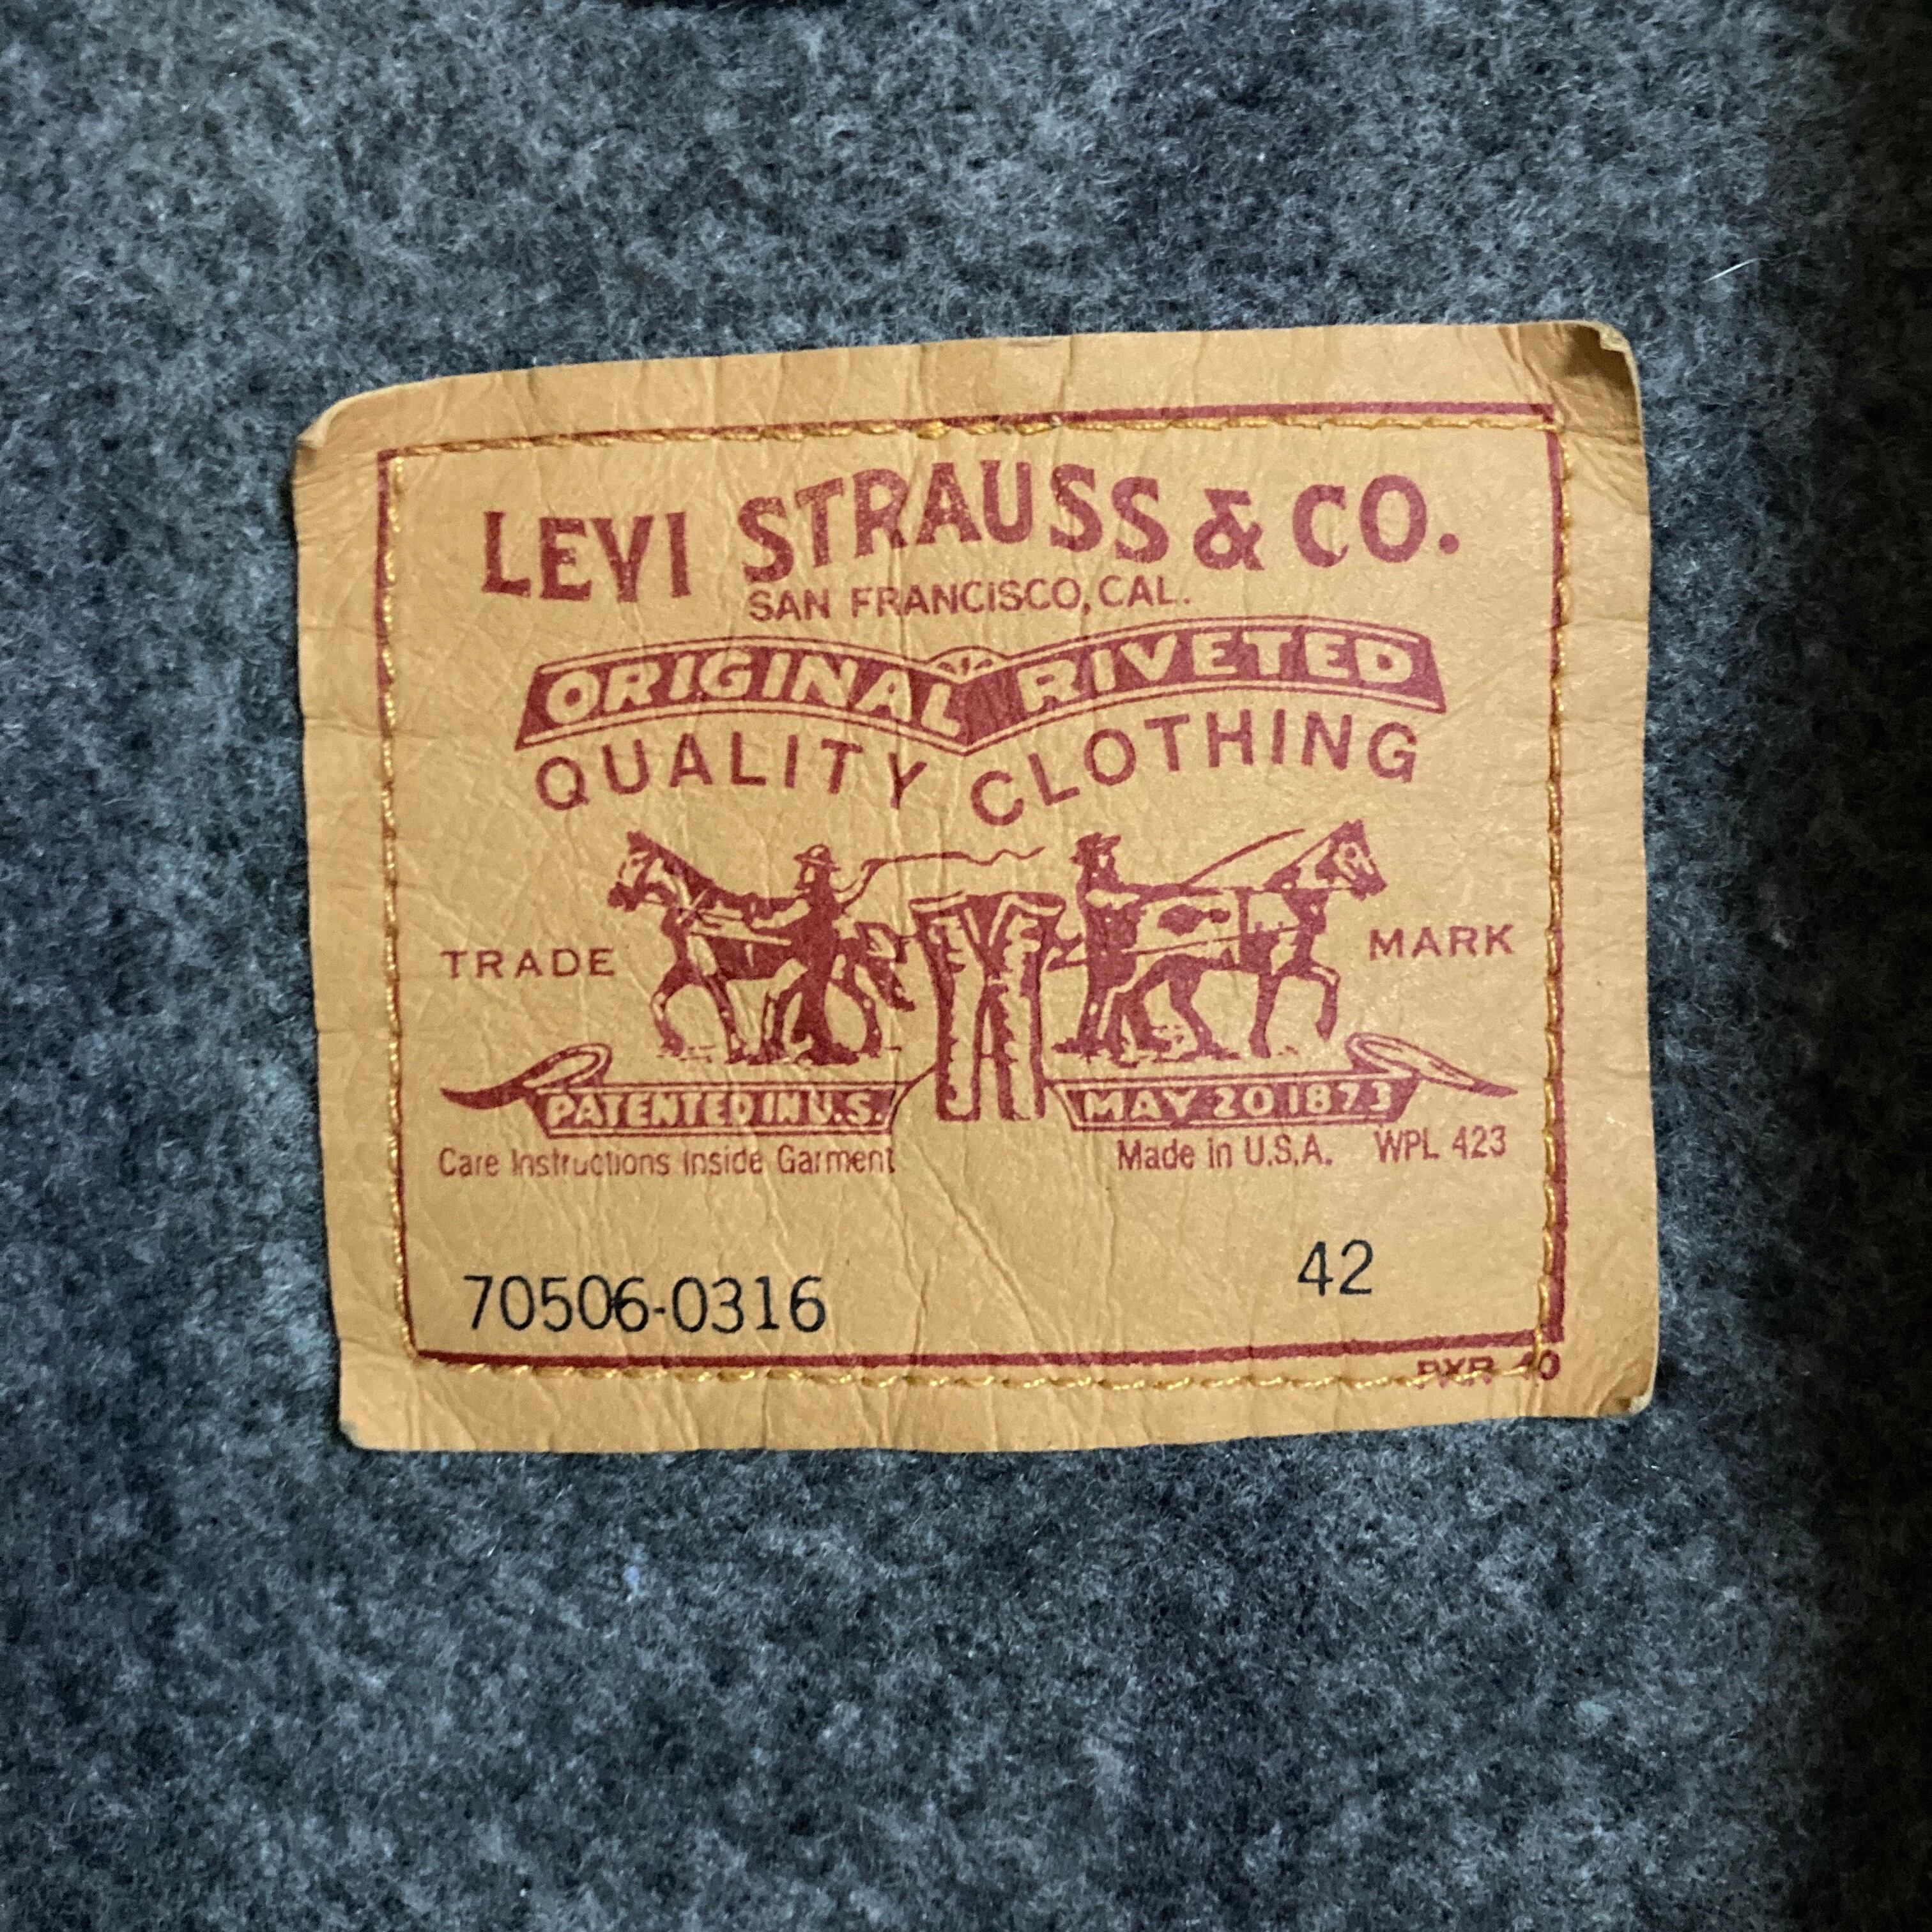 LEVI STRAUSS & CO.
SAN FRANCISCO, CAL.
ORIGINAL RIVETED
QUALITY CLOTHING
TRADE MARK
PATENTED IN U.S. MAY 20 1873
Care Instructions Inside Garment Made in U.S.A. WPL 423
70506-0316 42